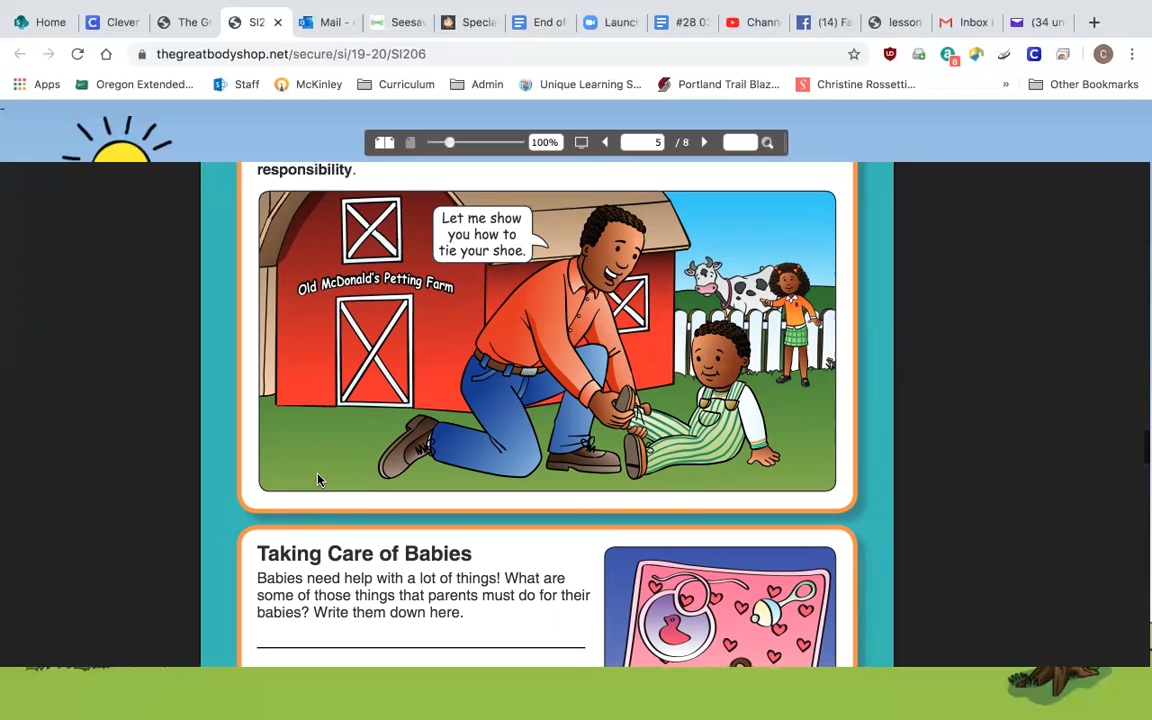 Home
Clever
The Gr
SI2
Mail -
Seesaw
Specia
End of
Launc
#28 03
Chann
(14) Fa
lesson
Inbox
(34 un
thegreatbodyshop.net/secure/si/19-20/SI206
8
C
Apps
Oregon Extended...
Staff
McKinley
Curriculum
Admin
Unique Learning S...
Portland Trail Blaz...
Christine Rossetti...
»
Other Bookmarks
100%
5 / 8
responsibility.
Let me show
you how to
tie your shoe.
Old McDonald's Petting Farm
Taking Care of Babies
Babies need help with a lot of things! What are
some of those things that parents must do for their
babies? Write them down here.